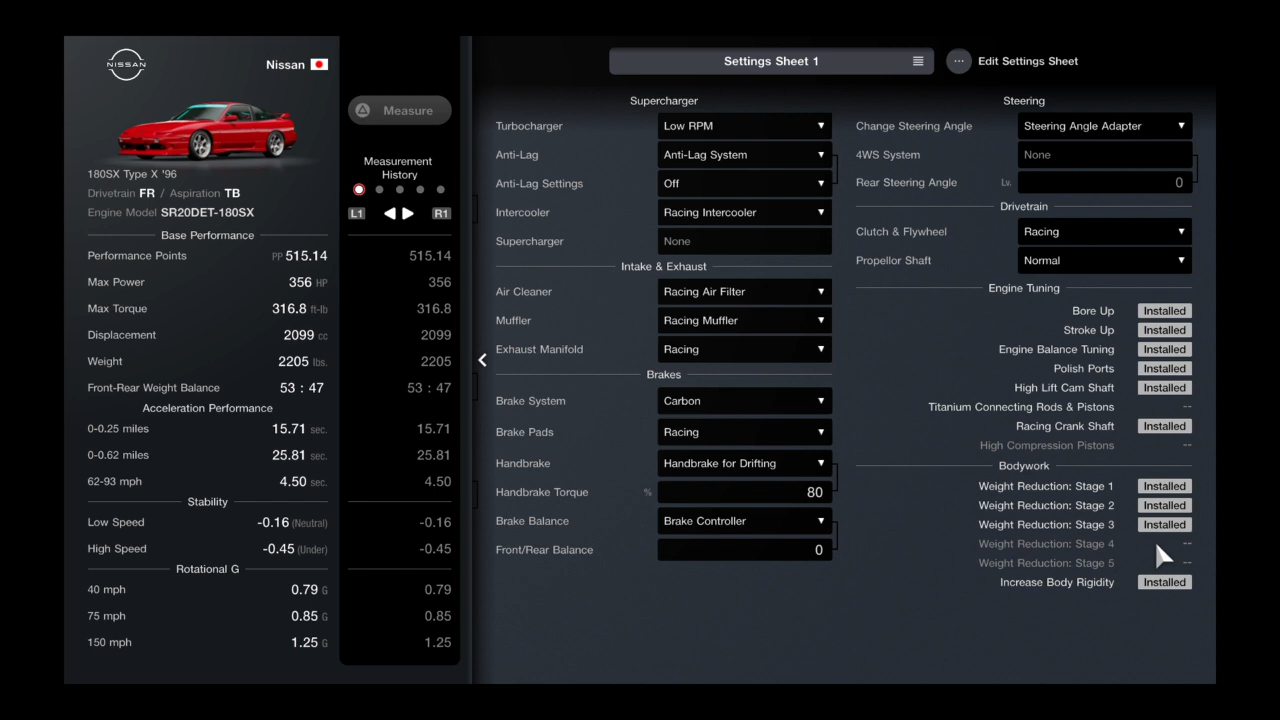 NISSAN
Nissan
180SX Type X '96
Drivetrain FR / Aspiration TB
Engine Model SR20DET-180SX
Base Performance
Performance Points PP 515.14
Max Power 356 HP
Max Torque 316.8 ft-lb
Displacement 2099 cc
Weight 2205 lbs.
Front-Rear Weight Balance 53 : 47
Acceleration Performance
0-0.25 miles 15.71 sec.
0-0.62 miles 25.81 sec.
62-93 mph 4.50 sec.
Stability
Low Speed -0.16 (Neutral)
High Speed -0.45 (Under)
Rotational G
40 mph 0.79 G
75 mph 0.85 G
150 mph 1.25 G
Measure
Measurement
History
L1 R1
515.14
356
316.8
2099
2205
53 : 47
15.71
25.81
4.50
-0.16
-0.45
0.79
0.85
1.25
Settings Sheet 1
Edit Settings Sheet
Supercharger
Turbocharger Low RPM
Anti-Lag Anti-Lag System
Anti-Lag Settings Off
Intercooler Racing Intercooler
Supercharger None
Intake & Exhaust
Air Cleaner Racing Air Filter
Muffler Racing Muffler
Exhaust Manifold Racing
Brakes
Brake System Carbon
Brake Pads Racing
Handbrake Handbrake for Drifting
Handbrake Torque % 80
Brake Balance Brake Controller
Front/Rear Balance 0
Steering
Change Steering Angle Steering Angle Adapter
4WS System None
Rear Steering Angle Lv. 0
Drivetrain
Clutch & Flywheel Racing
Propellor Shaft Normal
Engine Tuning
Bore Up Installed
Stroke Up Installed
Engine Balance Tuning Installed
Polish Ports Installed
High Lift Cam Shaft Installed
Titanium Connecting Rods & Pistons --
Racing Crank Shaft Installed
High Compression Pistons --
Bodywork
Weight Reduction: Stage 1 Installed
Weight Reduction: Stage 2 Installed
Weight Reduction: Stage 3 Installed
Weight Reduction: Stage 4 --
Weight Reduction: Stage 5 --
Increase Body Rigidity Installed